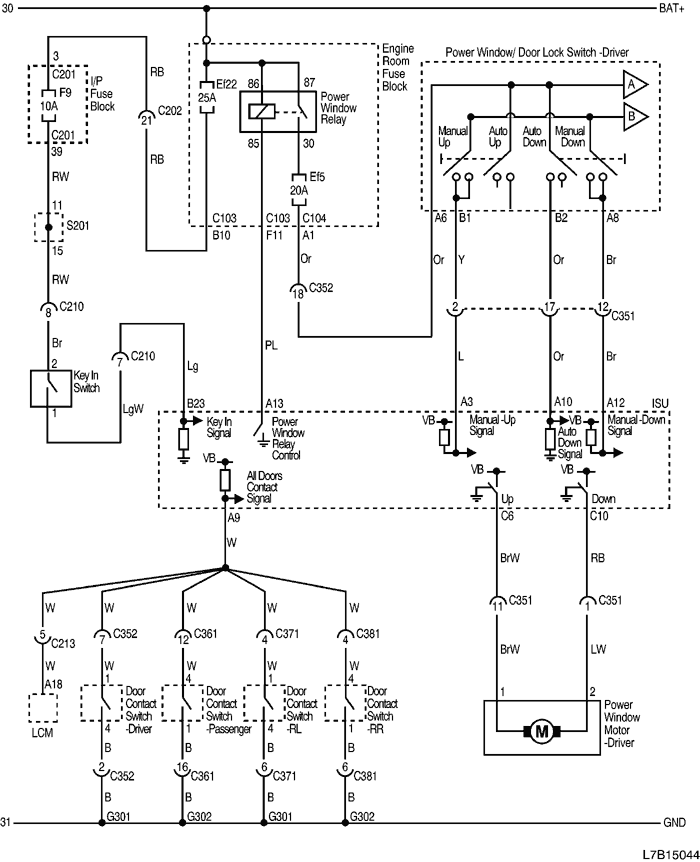 30 BAT+
3
C201
F9
10A
C201
39
I/P
Fuse
Block
RB
21 C202
RB
RW
11
S201
15
RW
8 C210
Br
2
Key In
Switch
1
7 C210
LgW
Lg
Engine
Room
Fuse
Block
Ef22
25A
86 87
Power
Window
Relay
85 30
Ef5
20A
C103 C103 C104
B10 F11 A1
Or
18 C352
PL
Power Window/ Door Lock Switch -Driver
A
B
Manual
Up
Auto
Up
Auto
Down
Manual
Down
A6 B1 B2 A8
Or Y Or Br
2 17 12 C351
L Or Br
B23 A13 A3 A10 A12 ISU
Key In
Signal
Power
Window
Relay
Control
VB
All Doors
Contact
Signal
VB
Manual -Up
Signal
VB
Auto
Down
Signal
Manual -Down
Signal
VB
Up
VB
Down
A9
W
C6 C10
BrW RB
11 C351 1 C351
BrW LW
1 2
M
Power
Window
Motor
-Driver
W W W W W
5 C213
7 C352
12 C361
4 C371
4 C381
W W W W W
A18 1 4 1 4
LCM
Door
Contact
Switch
-Driver
Door
Contact
Switch
-Passenger
Door
Contact
Switch
-RL
Door
Contact
Switch
-RR
4 1 4 1
B B B B
2 C352
16 C361
6 C371
6 C381
B B B B
G301 G302 G301 G302
31 GND
L7B15044